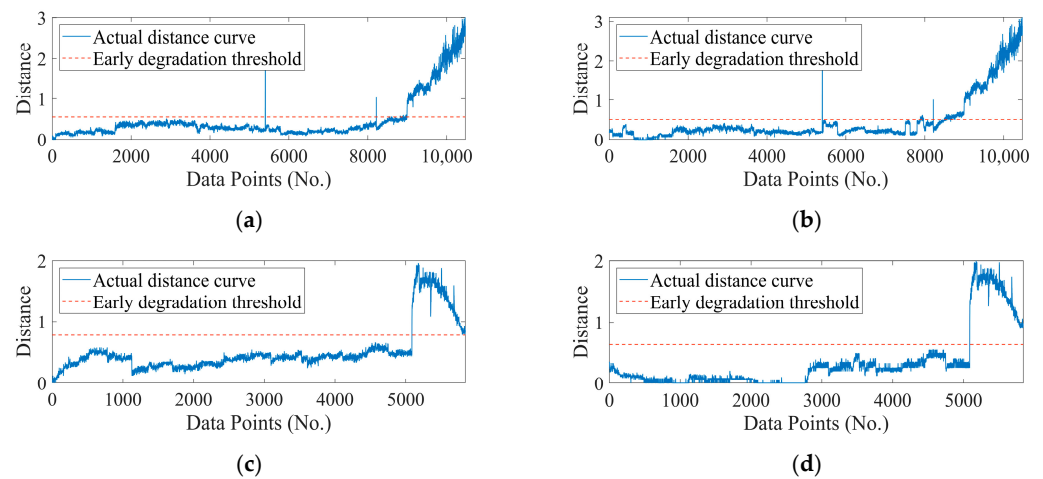 3
2
1
0
Distance
Actual distance curve
Early degradation threshold
0 2000 4000 6000 8000 10,000
Data Points (No.)
(a)
3
2
1
0
Distance
Actual distance curve
Early degradation threshold
0 2000 4000 6000 8000 10,000
Data Points (No.)
(b)
2
1
0
Distance
Actual distance curve
Early degradation threshold
0 1000 2000 3000 4000 5000
Data Points (No.)
(c)
2
1
0
Distance
Actual distance curve
Early degradation threshold
0 1000 2000 3000 4000 5000
Data Points (No.)
(d)